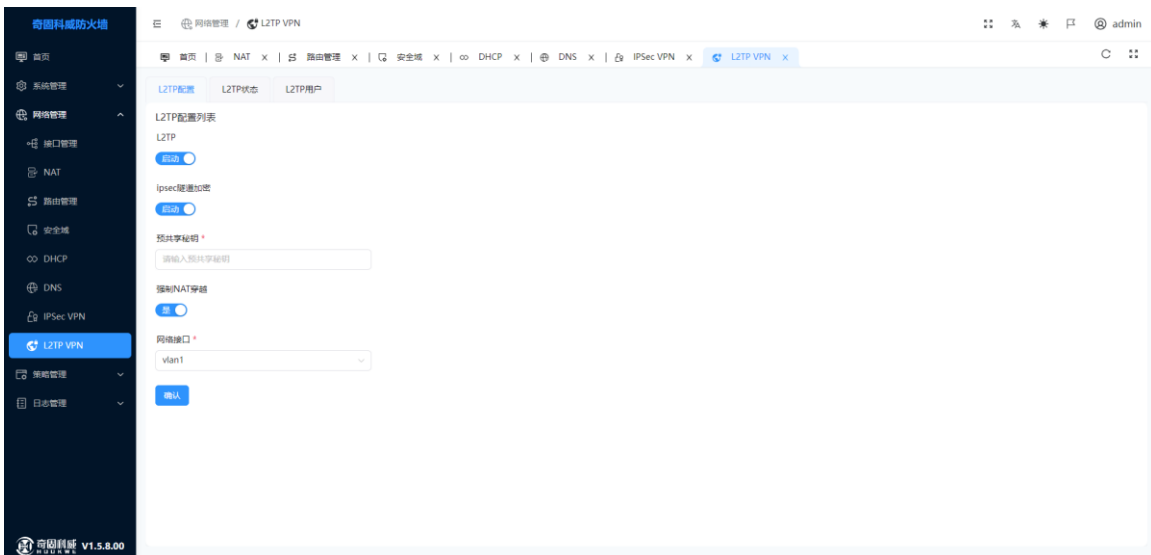 奇固科威防火墙
网络管理 / L2TP VPN
admin
首页 | NAT x | 路由管理 x | 安全域 x | DHCP x | DNS x | IPSec VPN x L2TP VPN x
首页
系统管理
网络管理
接口管理
NAT
路由管理
安全域
DHCP
DNS
IPSec VPN
L2TP VPN
策略管理
日志管理
奇固科威 V1.5.8.00
L2TP配置 L2TP状态 L2TP用户
L2TP配置列表
L2TP
启动
ipsec隧道加密
启动
预共享秘钥 *
请输入预共享秘钥
强制NAT穿越
是
网络接口 *
vlan1
确认